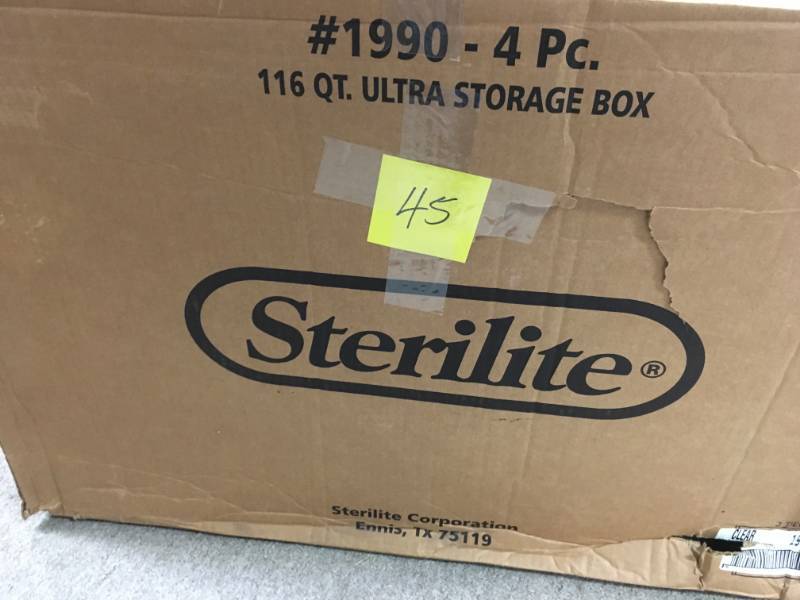 #1990 - 4 Pc.
116 QT. ULTRA STORAGE BOX
45
Sterilite®
Sterilite Corporation
Ennis, TX 75119
CLEAR